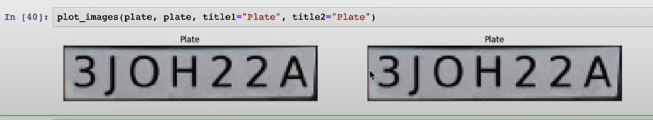 In [40]: plot_images(plate, plate, title1="Plate", title2="Plate")
Plate Plate
3JOH22A 3JOH22A